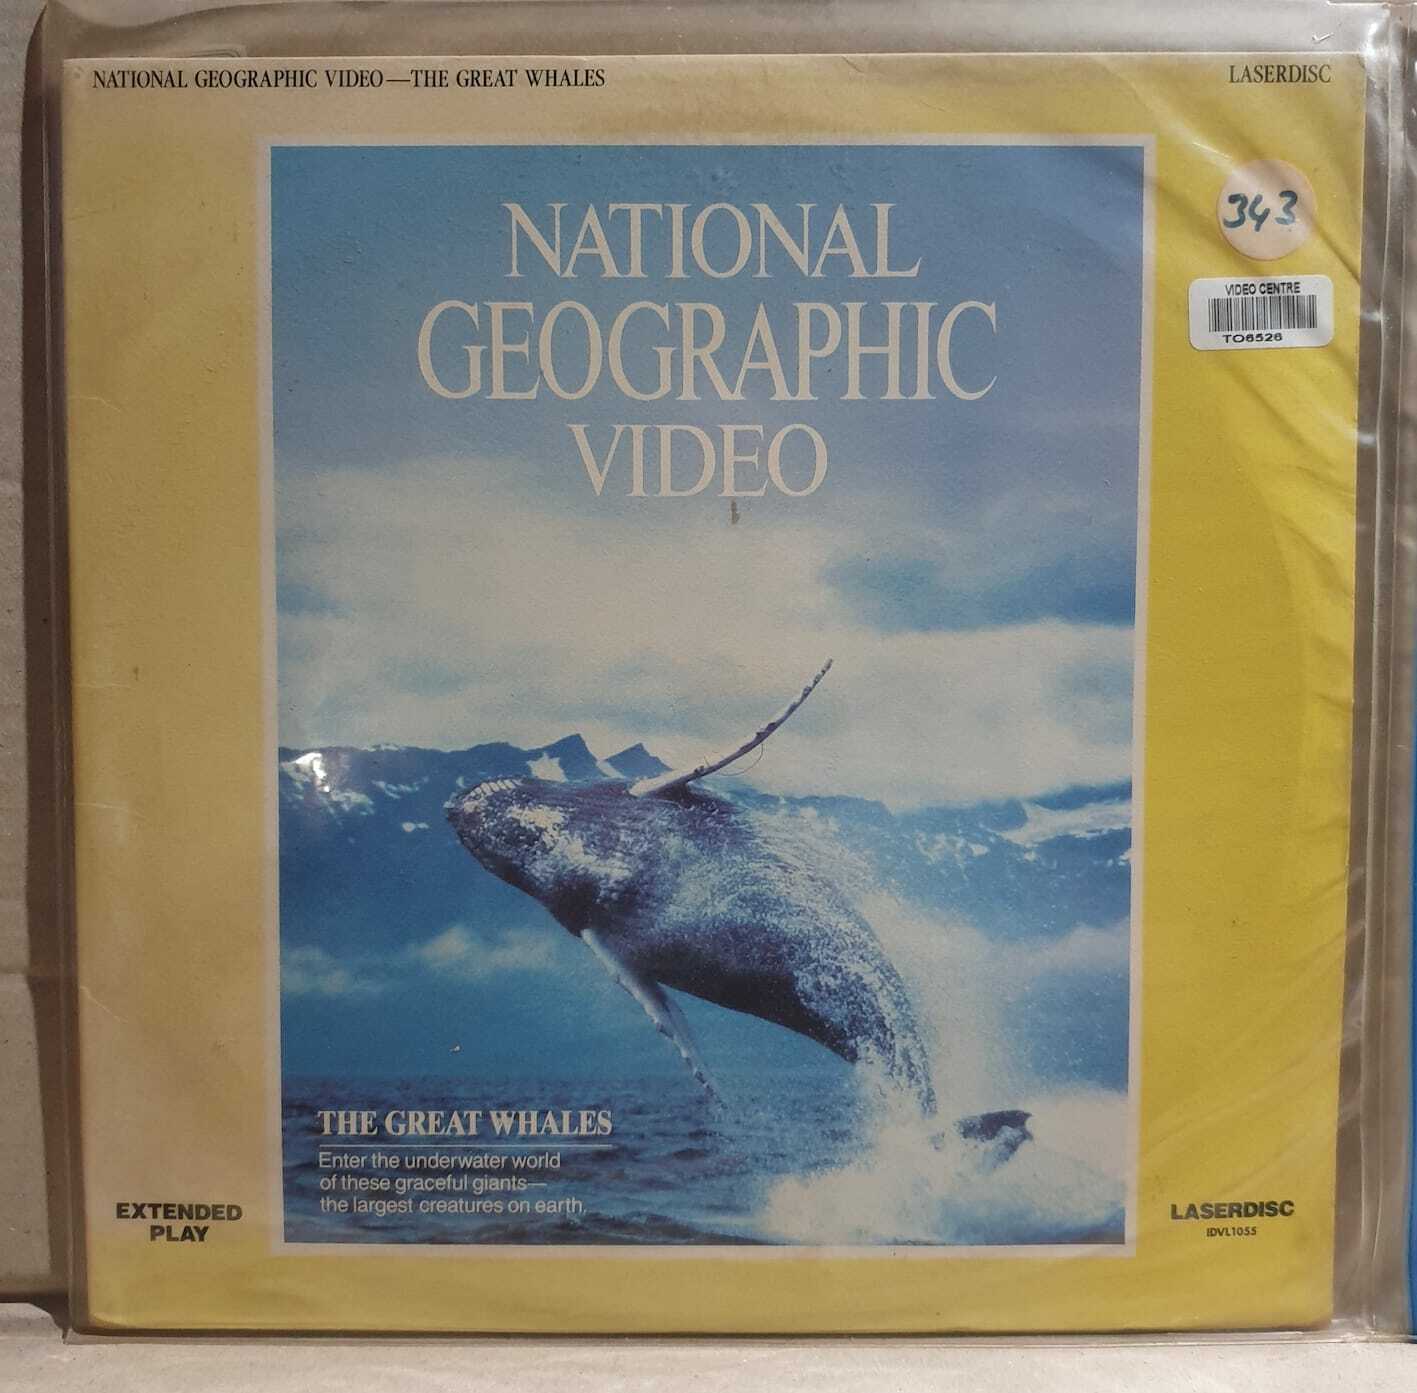 NATIONAL GEOGRAPHIC VIDEO—THE GREAT WHALES
LASERDISC
343
VIDEO CENTRE
TO6526
NATIONAL
GEOGRAPHIC
VIDEO
THE GREAT WHALES
Enter the underwater world
of these graceful giants—
the largest creatures on earth.
EXTENDED
PLAY
LASERDISC
IDVL1055